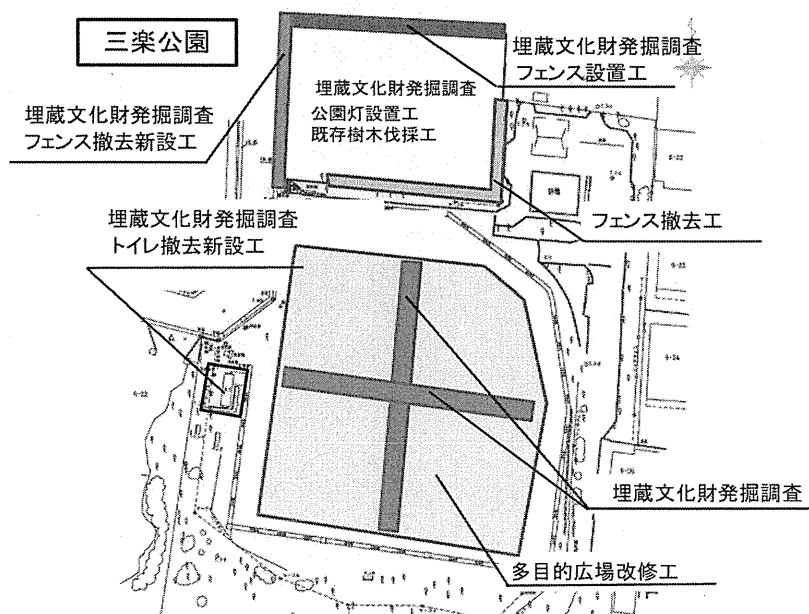 三楽公園
埋蔵文化財発掘調査
フェンス設置工
埋蔵文化財発掘調査
公園灯設置工
既存樹木伐採工
埋蔵文化財発掘調査
フェンス撤去新設工
埋蔵文化財発掘調査
トイレ撤去新設工
フェンス撤去工
埋蔵文化財発掘調査
多目的広場改修工